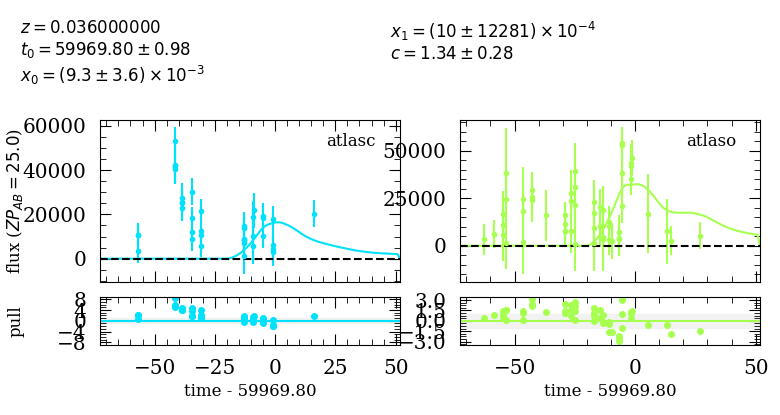 z = 0.036000000
t₀ = 59969.80 ± 0.98
x₀ = (9.3 ± 3.6) × 10⁻³
x₁ = (10 ± 12281) × 10⁻⁴
c = 1.34 ± 0.28
flux (ZP_AB = 25.0)
60000
40000
20000
0
atlasc
50000
25000
0
atlaso
pull
8
4
0
−4
−8
3.0
1.5
0.0
−1.5
−3.0
−50 −25 0 25 50
time - 59969.80
−50 0 50
time - 59969.80